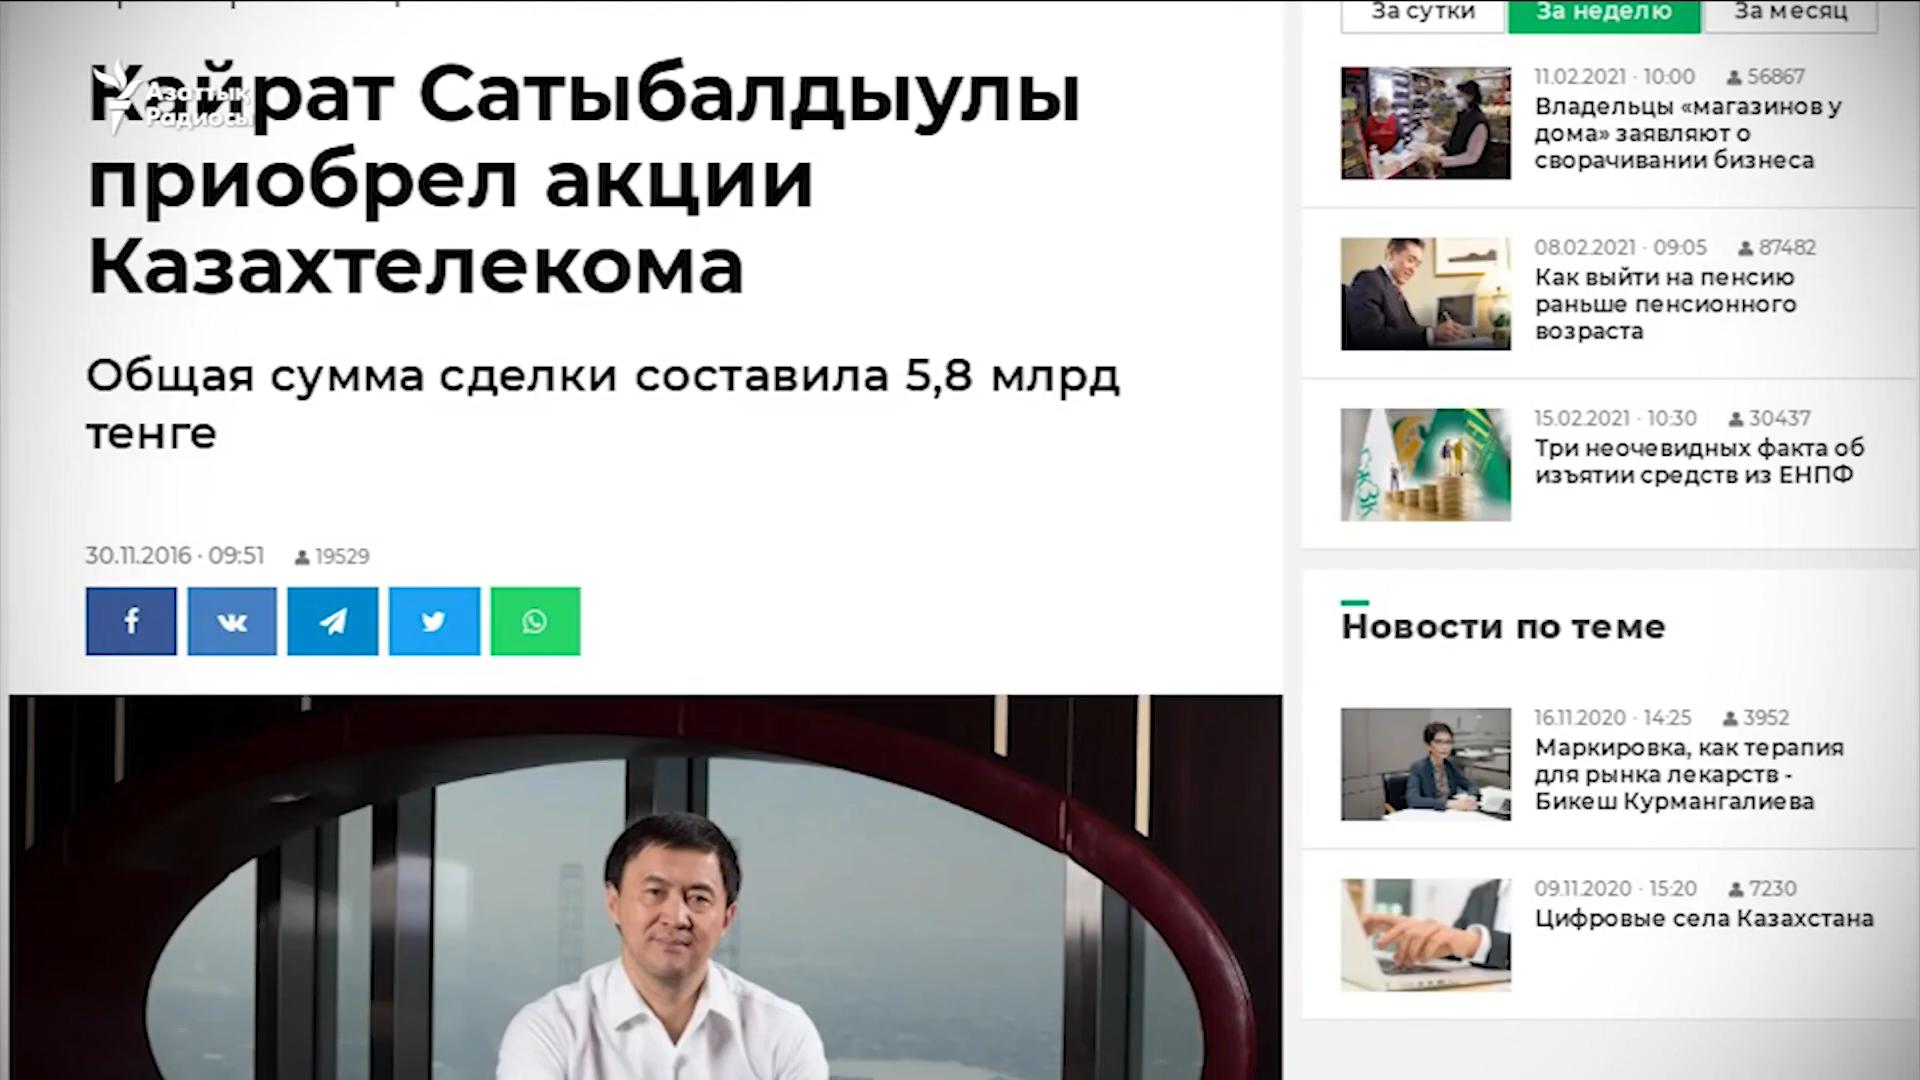 За сутки
За неделю
За месяц
Кайрат Сатыбалдыулы
приобрел акции
Казахтелекома
Азаттық
Радиосы
Общая сумма сделки составила 5,8 млрд
тенге
30.11.2016 · 09:51 19529
11.02.2021 · 10:00 56867
Владельцы «магазинов у
дома» заявляют о
сворачивании бизнеса
08.02.2021 · 09:05 87482
Как выйти на пенсию
раньше пенсионного
возраста
15.02.2021 · 10:30 30437
Три неочевидных факта об
изъятии средств из ЕНПФ
Новости по теме
16.11.2020 · 14:25 3952
Маркировка, как терапия
для рынка лекарств -
Бикеш Курмангалиева
09.11.2020 · 15:20 7230
Цифровые села Казахстана